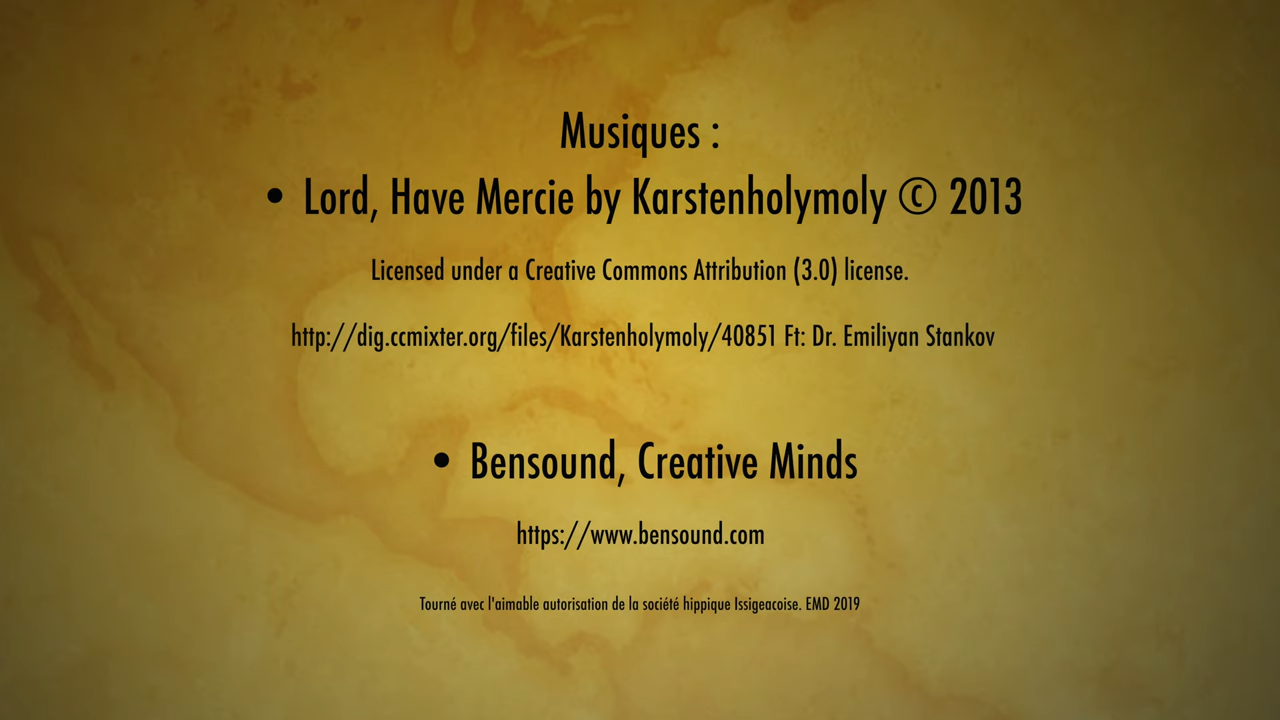 Musiques :
• Lord, Have Mercie by Karstenholymoly © 2013
Licensed under a Creative Commons Attribution (3.0) license.
http://dig.ccmixter.org/files/Karstenholymoly/40851 Ft: Dr. Emiliyan Stankov
• Bensound, Creative Minds
https://www.bensound.com
Tourné avec l'aimable autorisation de la société hippique Issigeacoise. EMD 2019